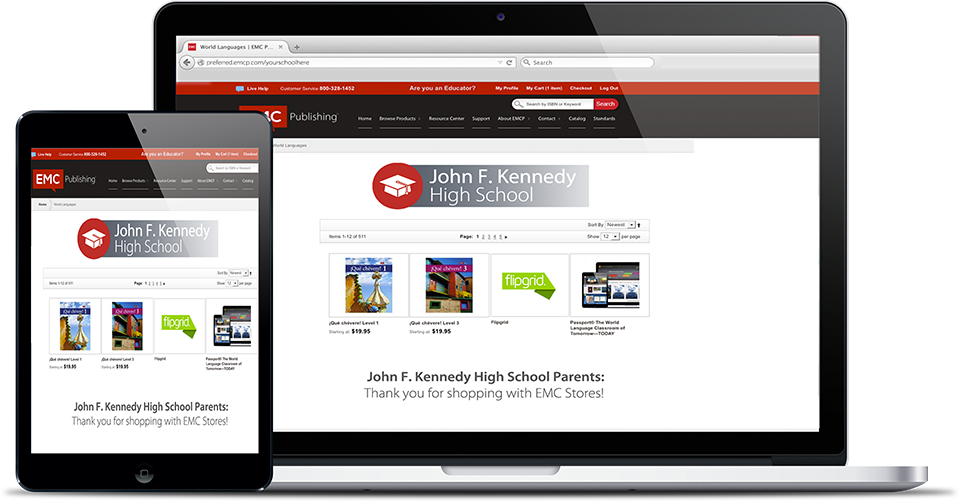 World Languages | EMC P...
preferred.emcp.com/yourschoolhere
Search
Live Help Customer Service 800-328-1452 Are you an Educator? My Profile My Cart (1 item) Checkout Log Out
Search by ISBN or Keyword Search
Publishing
Home Browse Products Resource Center Support About EMCP Contact Catalog Standards
World Languages
John F. Kennedy
High School
Sort By Newest
Items 1-12 of 511 Page: 1 2 3 4 5 Show 12 per page
¡Qué chévere! 1
¡Qué chévere! 3
flipgrid.
¡Qué chévere! Level 1
Starting at: $19.95
¡Qué chévere! Level 3
Starting at: $19.95
Flipgrid
Passport® The World
Language Classroom of
Tomorrow—TODAY
John F. Kennedy High School Parents:
Thank you for shopping with EMC Stores!
Live Help Customer Service 800-328-1452 Are you an Educator? My Profile My Cart (1 item) Checkout
Search by ISBN or Keyword
EMC Publishing
Home Browse Products Resource Center Support About EMCP Contact Catalog
Home World Languages
John F. Kennedy
High School
Sort By Newest
Items 1-12 of 511 Page: 1 2 3 4 5 Show 12 per page
¡Qué chévere! 1
¡Qué chévere! 3
flipgrid.
¡Qué chévere! Level 1
Starting at: $19.95
¡Qué chévere! Level 3
Starting at: $19.95
Flipgrid
Passport® The World
Language Classroom of
Tomorrow—TODAY
John F. Kennedy High School Parents:
Thank you for shopping with EMC Stores!